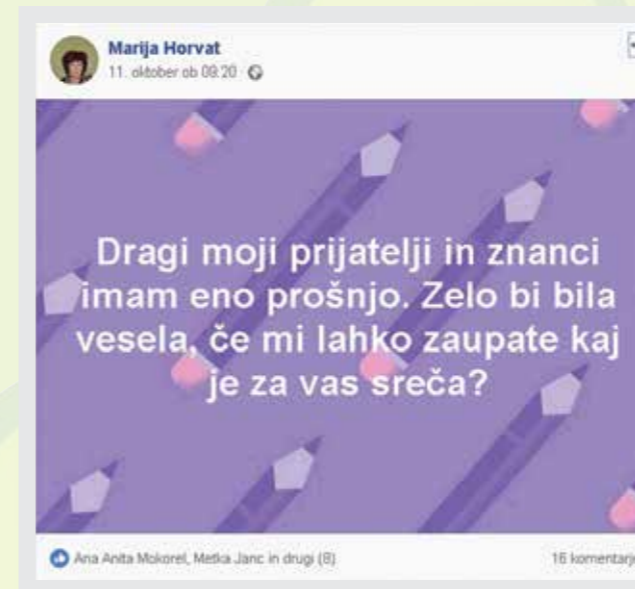 Marija Horvat
11. oktober ob 09:20
Dragi moji prijatelji in znanci
imam eno prošnjo. Zelo bi bila
vesela, če mi lahko zaupate kaj
je za vas sreča?
Ana Anita Mokorel, Metka Janc in drugi (8)
16 komentarje